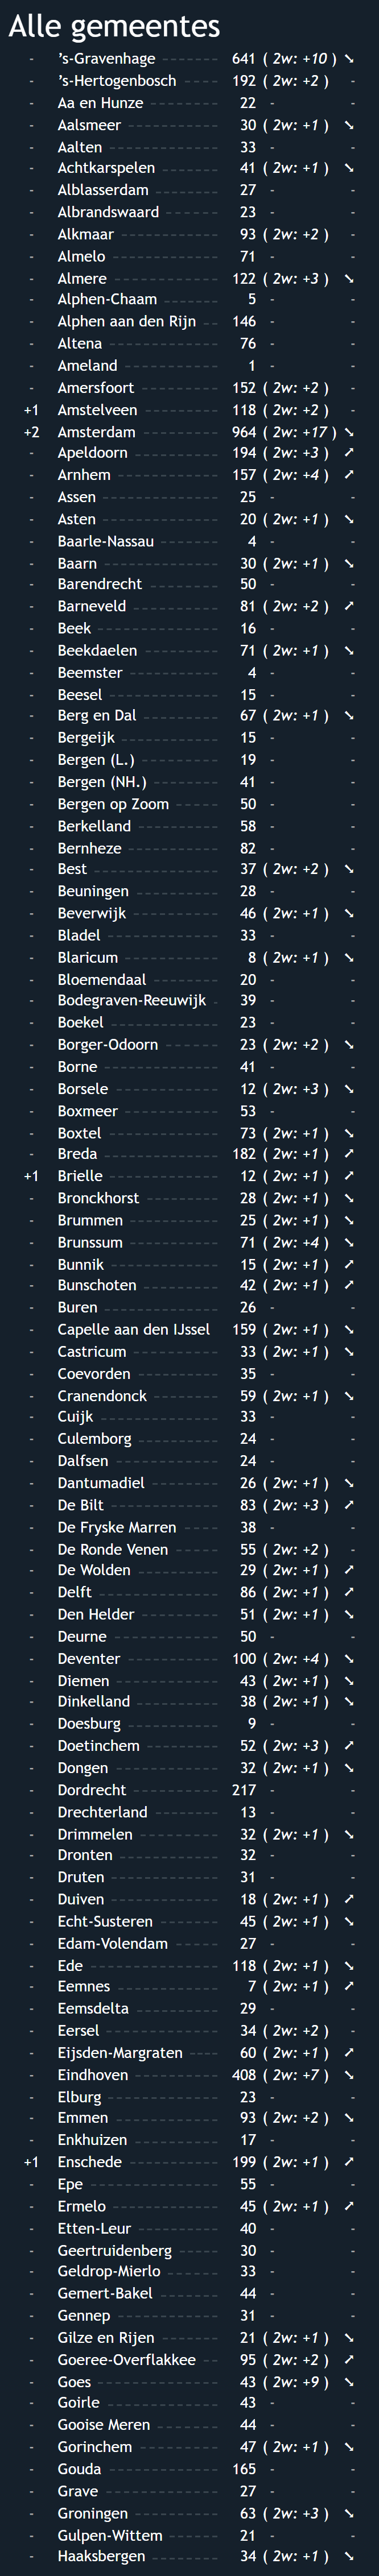 Alle gemeentes
- ’s-Gravenhage 641 ( 2w: +10 ) ➘
- ’s-Hertogenbosch 192 ( 2w: +2 ) -
- Aa en Hunze 22 - -
- Aalsmeer 30 ( 2w: +1 ) ➘
- Aalten 33 - -
- Achtkarspelen 41 ( 2w: +1 ) ➘
- Alblasserdam 27 - -
- Albrandswaard 23 - -
- Alkmaar 93 ( 2w: +2 ) -
- Almelo 71 - -
- Almere 122 ( 2w: +3 ) ➘
- Alphen-Chaam 5 - -
- Alphen aan den Rijn 146 - -
- Altena 76 - -
- Ameland 1 - -
- Amersfoort 152 ( 2w: +2 ) -
+1 Amstelveen 118 ( 2w: +2 ) -
+2 Amsterdam 964 ( 2w: +17 ) ➘
- Apeldoorn 194 ( 2w: +3 ) ➚
- Arnhem 157 ( 2w: +4 ) ➚
- Assen 25 - -
- Asten 20 ( 2w: +1 ) ➘
- Baarle-Nassau 4 - -
- Baarn 30 ( 2w: +1 ) ➘
- Barendrecht 50 - -
- Barneveld 81 ( 2w: +2 ) ➚
- Beek 16 - -
- Beekdaelen 71 ( 2w: +1 ) ➘
- Beemster 4 - -
- Beesel 15 - -
- Berg en Dal 67 ( 2w: +1 ) ➘
- Bergeijk 15 - -
- Bergen (L.) 19 - -
- Bergen (NH.) 41 - -
- Bergen op Zoom 50 - -
- Berkelland 58 - -
- Bernheze 82 - -
- Best 37 ( 2w: +2 ) ➘
- Beuningen 28 - -
- Beverwijk 46 ( 2w: +1 ) ➘
- Bladel 33 - -
- Blaricum 8 ( 2w: +1 ) ➘
- Bloemendaal 20 - -
- Bodegraven-Reeuwijk 39 - -
- Boekel 23 - -
- Borger-Odoorn 23 ( 2w: +2 ) ➘
- Borne 41 - -
- Borsele 12 ( 2w: +3 ) ➘
- Boxmeer 53 - -
- Boxtel 73 ( 2w: +1 ) ➘
- Breda 182 ( 2w: +1 ) ➚
+1 Brielle 12 ( 2w: +1 ) ➚
- Bronckhorst 28 ( 2w: +1 ) ➘
- Brummen 25 ( 2w: +1 ) ➘
- Brunssum 71 ( 2w: +4 ) ➘
- Bunnik 15 ( 2w: +1 ) ➚
- Bunschoten 42 ( 2w: +1 ) ➚
- Buren 26 - -
- Capelle aan den IJssel 159 ( 2w: +1 ) ➘
- Castricum 33 ( 2w: +1 ) ➘
- Coevorden 35 - -
- Cranendonck 59 ( 2w: +1 ) ➘
- Cuijk 33 - -
- Culemborg 24 - -
- Dalfsen 24 - -
- Dantumadiel 26 ( 2w: +1 ) ➘
- De Bilt 83 ( 2w: +3 ) ➚
- De Fryske Marren 38 - -
- De Ronde Venen 55 ( 2w: +2 ) -
- De Wolden 29 ( 2w: +1 ) ➚
- Delft 86 ( 2w: +1 ) ➚
- Den Helder 51 ( 2w: +1 ) ➘
- Deurne 50 - -
- Deventer 100 ( 2w: +4 ) ➘
- Diemen 43 ( 2w: +1 ) ➘
- Dinkelland 38 ( 2w: +1 ) ➘
- Doesburg 9 - -
- Doetinchem 52 ( 2w: +3 ) ➚
- Dongen 32 ( 2w: +1 ) ➘
- Dordrecht 217 - -
- Drechterland 13 - -
- Drimmelen 32 ( 2w: +1 ) ➘
- Dronten 32 - -
- Druten 31 - -
- Duiven 18 ( 2w: +1 ) ➚
- Echt-Susteren 45 ( 2w: +1 ) ➘
- Edam-Volendam 27 - -
- Ede 118 ( 2w: +1 ) ➘
- Eemnes 7 ( 2w: +1 ) ➚
- Eemsdelta 29 - -
- Eersel 34 ( 2w: +2 ) -
- Eijsden-Margraten 60 ( 2w: +1 ) ➚
- Eindhoven 408 ( 2w: +7 ) ➘
- Elburg 23 - -
- Emmen 93 ( 2w: +2 ) ➘
- Enkhuizen 17 - -
+1 Enschede 199 ( 2w: +1 ) ➚
- Epe 55 - -
- Ermelo 45 ( 2w: +1 ) ➚
- Etten-Leur 40 - -
- Geertruidenberg 30 - -
- Geldrop-Mierlo 33 - -
- Gemert-Bakel 44 - -
- Gennep 31 - -
- Gilze en Rijen 21 ( 2w: +1 ) ➘
- Goeree-Overflakkee 95 ( 2w: +2 ) ➚
- Goes 43 ( 2w: +9 ) ➘
- Goirle 43 - -
- Gooise Meren 44 - -
- Gorinchem 47 ( 2w: +1 ) ➘
- Gouda 165 - -
- Grave 27 - -
- Groningen 63 ( 2w: +3 ) ➘
- Gulpen-Wittem 21 - -
- Haaksbergen 34 ( 2w: +1 ) ➘